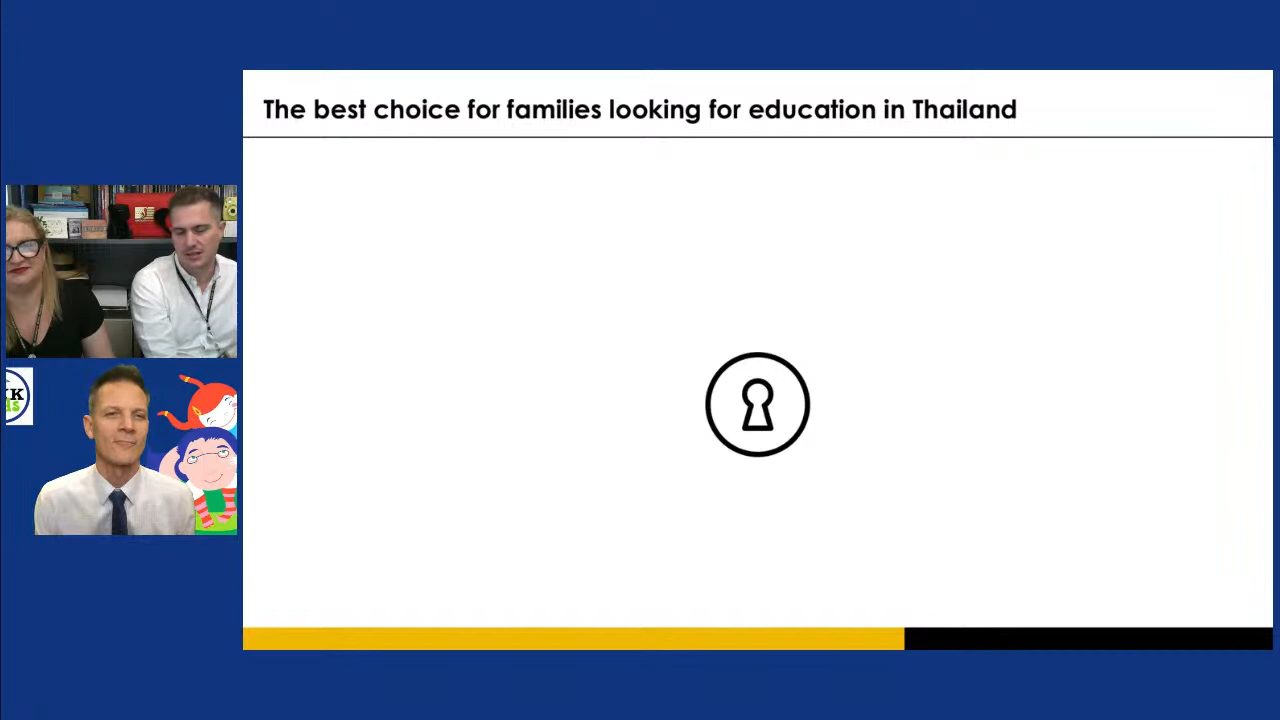 The best choice for families looking for education in Thailand